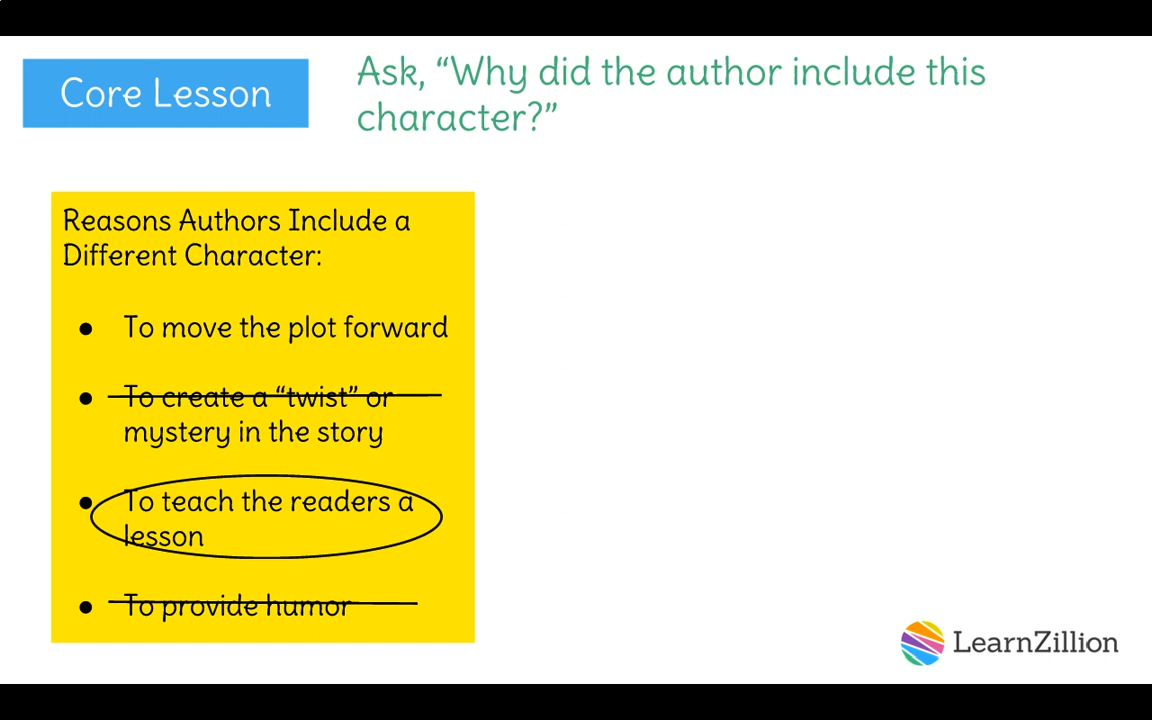 Core Lesson
Ask, “Why did the author include this
character?”
Reasons Authors Include a
Different Character:
● To move the plot forward
● To create a “twist” or
mystery in the story
● To teach the readers a
lesson
● To provide humor
LearnZillion